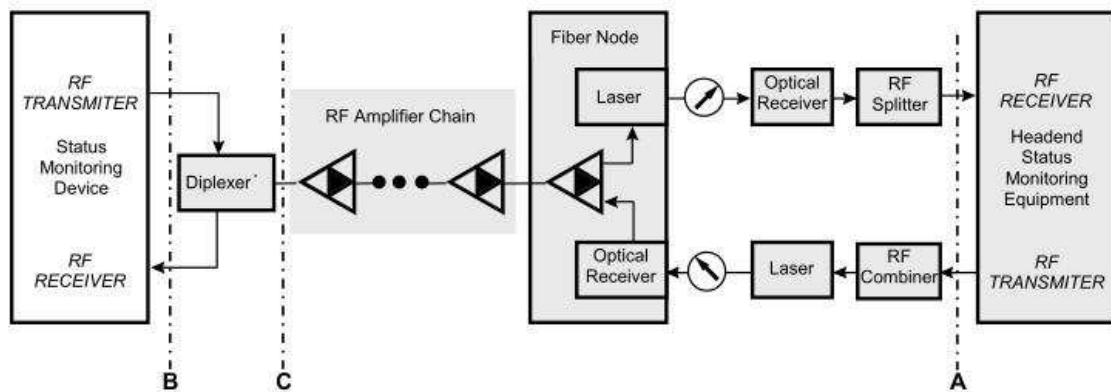 RF
TRANSMITER
Status
Monitoring
Device
RF
RECEIVER
Diplexer*
RF Amplifier Chain
Fiber Node
Laser
Optical
Receiver
Optical
Receiver
RF
Splitter
Laser
RF
Combiner
RF
RECEIVER
Headend
Status
Monitoring
Equipment
RF
TRANSMITER
B
C
A